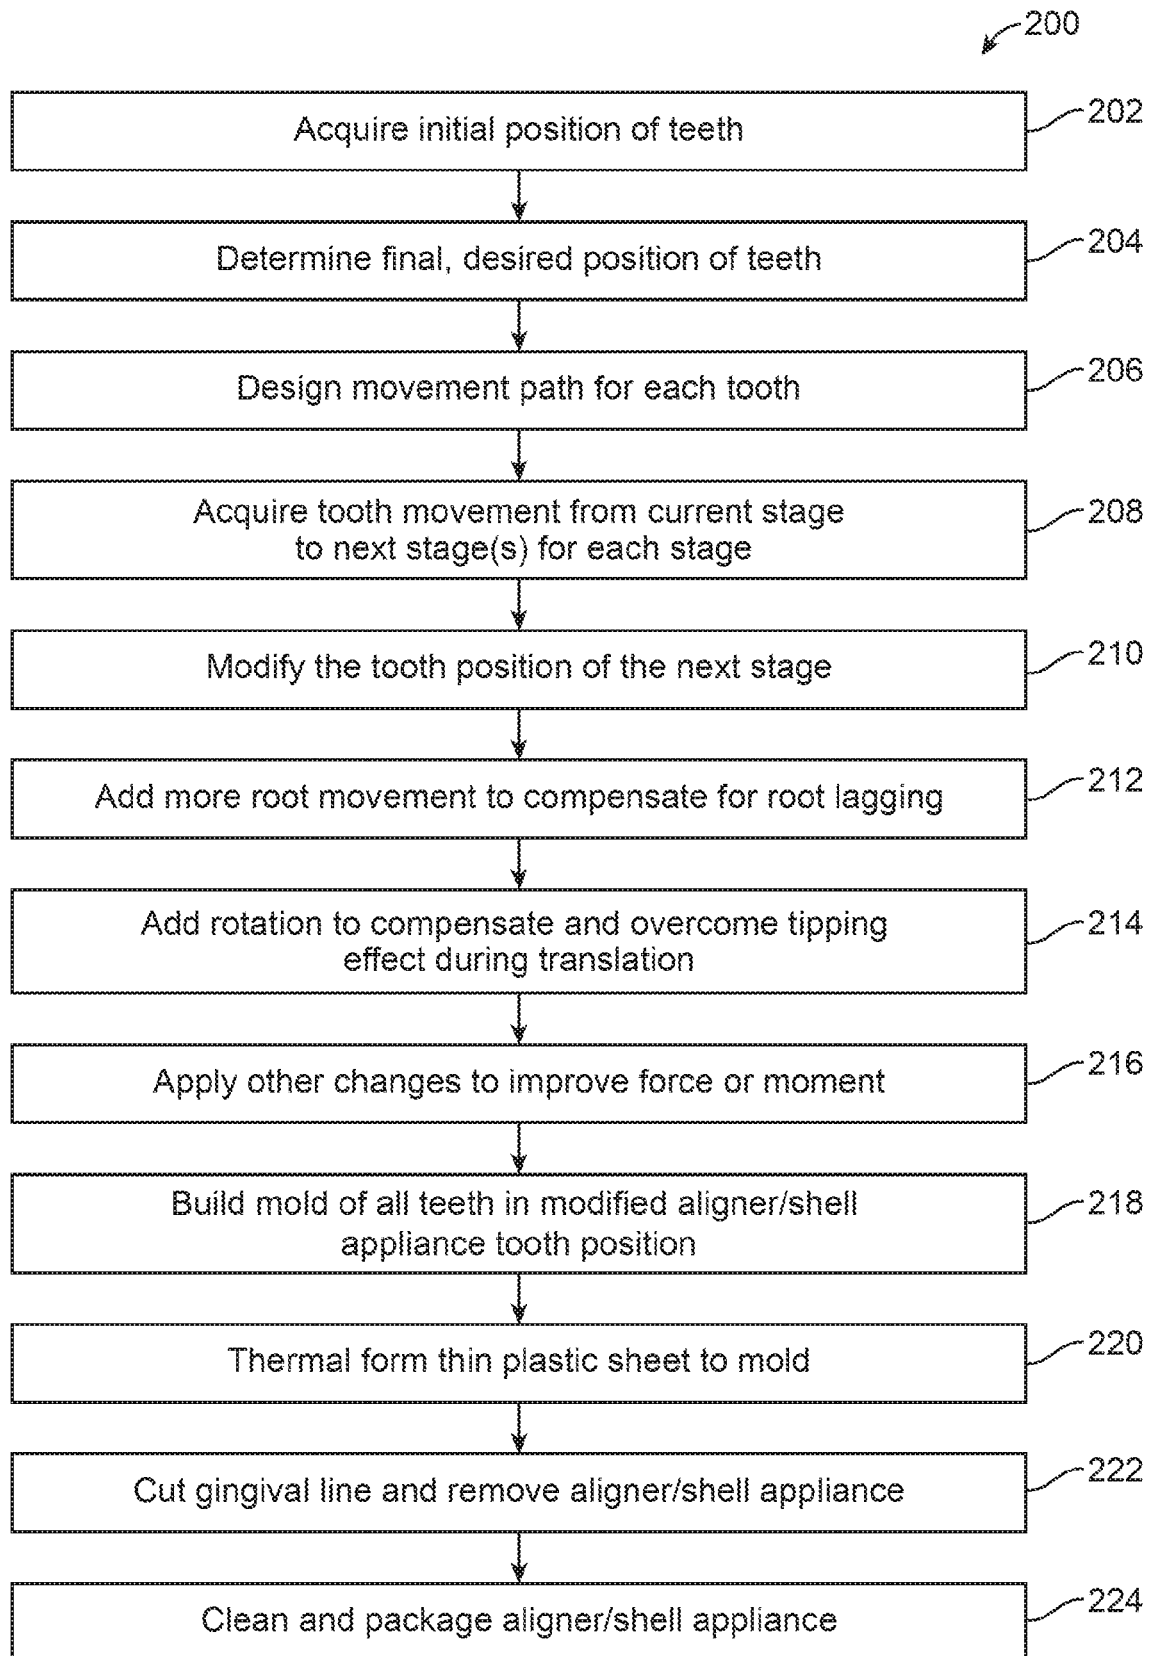 200
Acquire initial position of teeth
202
Determine final, desired position of teeth
204
Design movement path for each tooth
206
Acquire tooth movement from current stage
to next stage(s) for each stage
208
Modify the tooth position of the next stage
210
Add more root movement to compensate for root lagging
212
Add rotation to compensate and overcome tipping
effect during translation
214
Apply other changes to improve force or moment
216
Build mold of all teeth in modified aligner/shell
appliance tooth position
218
Thermal form thin plastic sheet to mold
220
Cut gingival line and remove aligner/shell appliance
222
Clean and package aligner/shell appliance
224